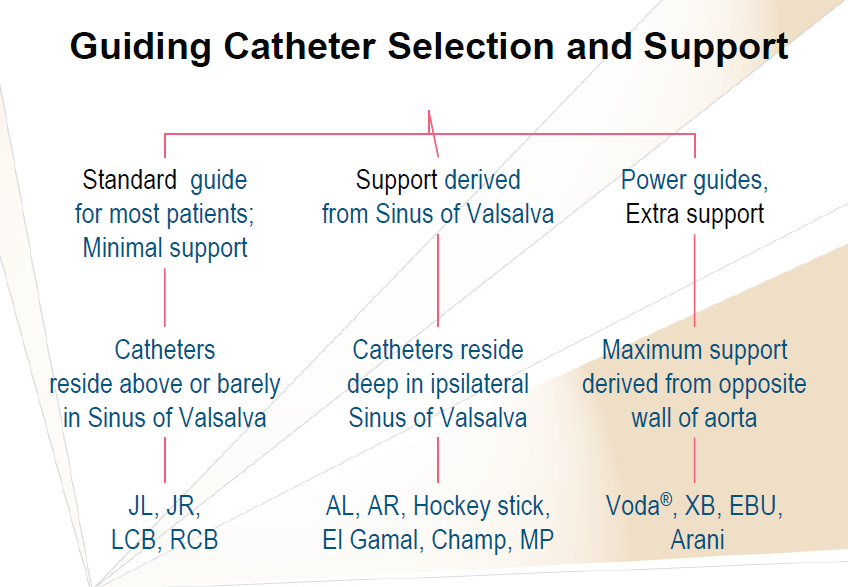 Guiding Catheter Selection and Support
Standard guide
for most patients;
Minimal support
Catheters
reside above or barely
in Sinus of Valsalva
JL, JR,
LCB, RCB
Support derived
from Sinus of Valsalva
Catheters reside
deep in ipsilateral
Sinus of Valsalva
AL, AR, Hockey stick,
El Gamal, Champ, MP
Power guides,
Extra support
Maximum support
derived from opposite
wall of aorta
Voda®, XB, EBU,
Arani